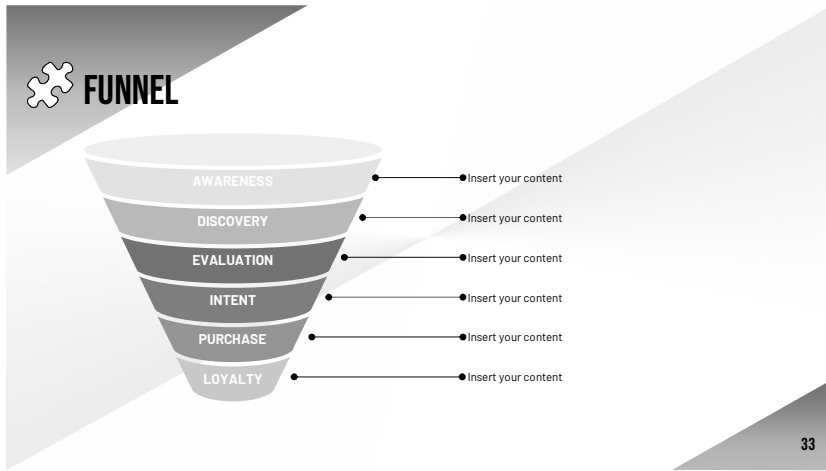 FUNNEL
AWARENESS
Insert your content
DISCOVERY
Insert your content
EVALUATION
Insert your content
INTENT
Insert your content
PURCHASE
Insert your content
LOYALTY
Insert your content
33